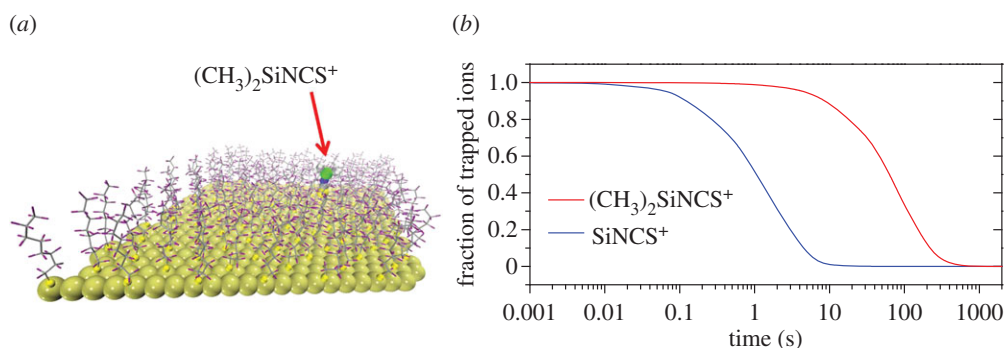 (a)
(CH₃)₂SiNCS⁺
(b)
fraction of trapped ions
1.0
0.8
0.6
0.4
0.2
0
(CH₃)₂SiNCS⁺
SiNCS⁺
0.001 0.01 0.1 1 10 100 1000
time (s)